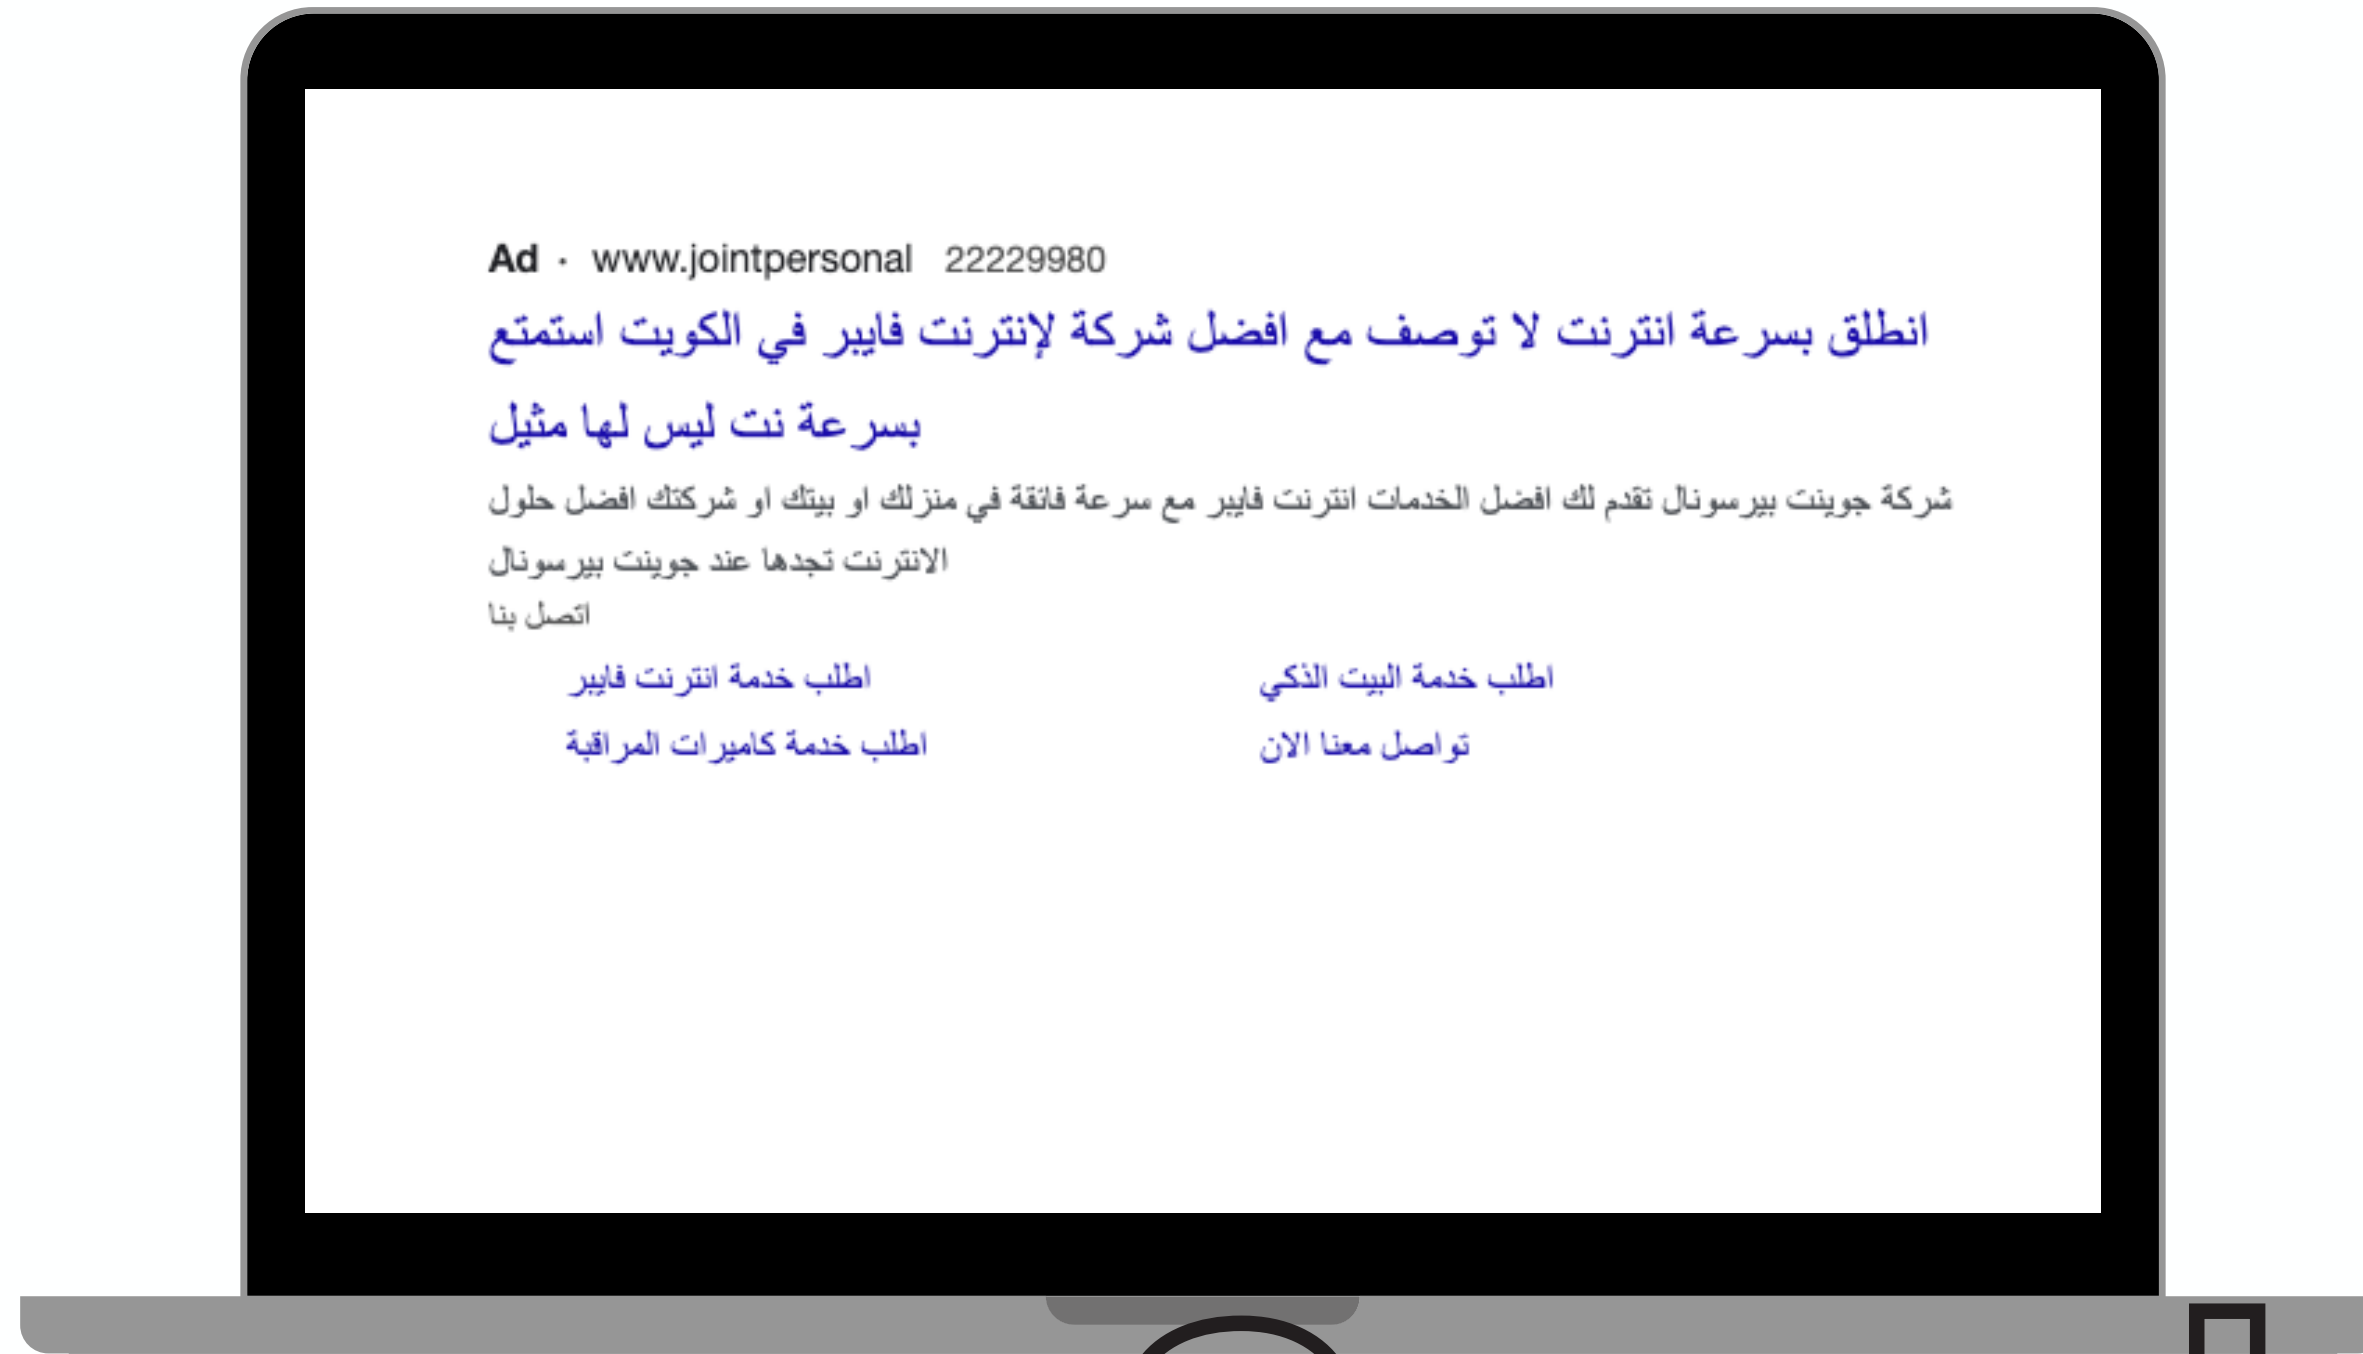 Ad · www.jointpersonal 22229980
انطلق بسرعة انترنت لا توصف مع افضل شركة لإنترنت فايبر في الكويت استمتع
بسرعة نت ليس لها مثيل
شركة جوينت بيرسونال تقدم لك افضل الخدمات انترنت فايبر مع سرعة فائقة في منزلك او بيتك او شركتك افضل حلول
الانترنت تجدها عند جوينت بيرسونال
اتصل بنا
اطلب خدمة البيت الذكي
اطلب خدمة انترنت فايبر
تواصل معنا الان
اطلب خدمة كاميرات المراقبة